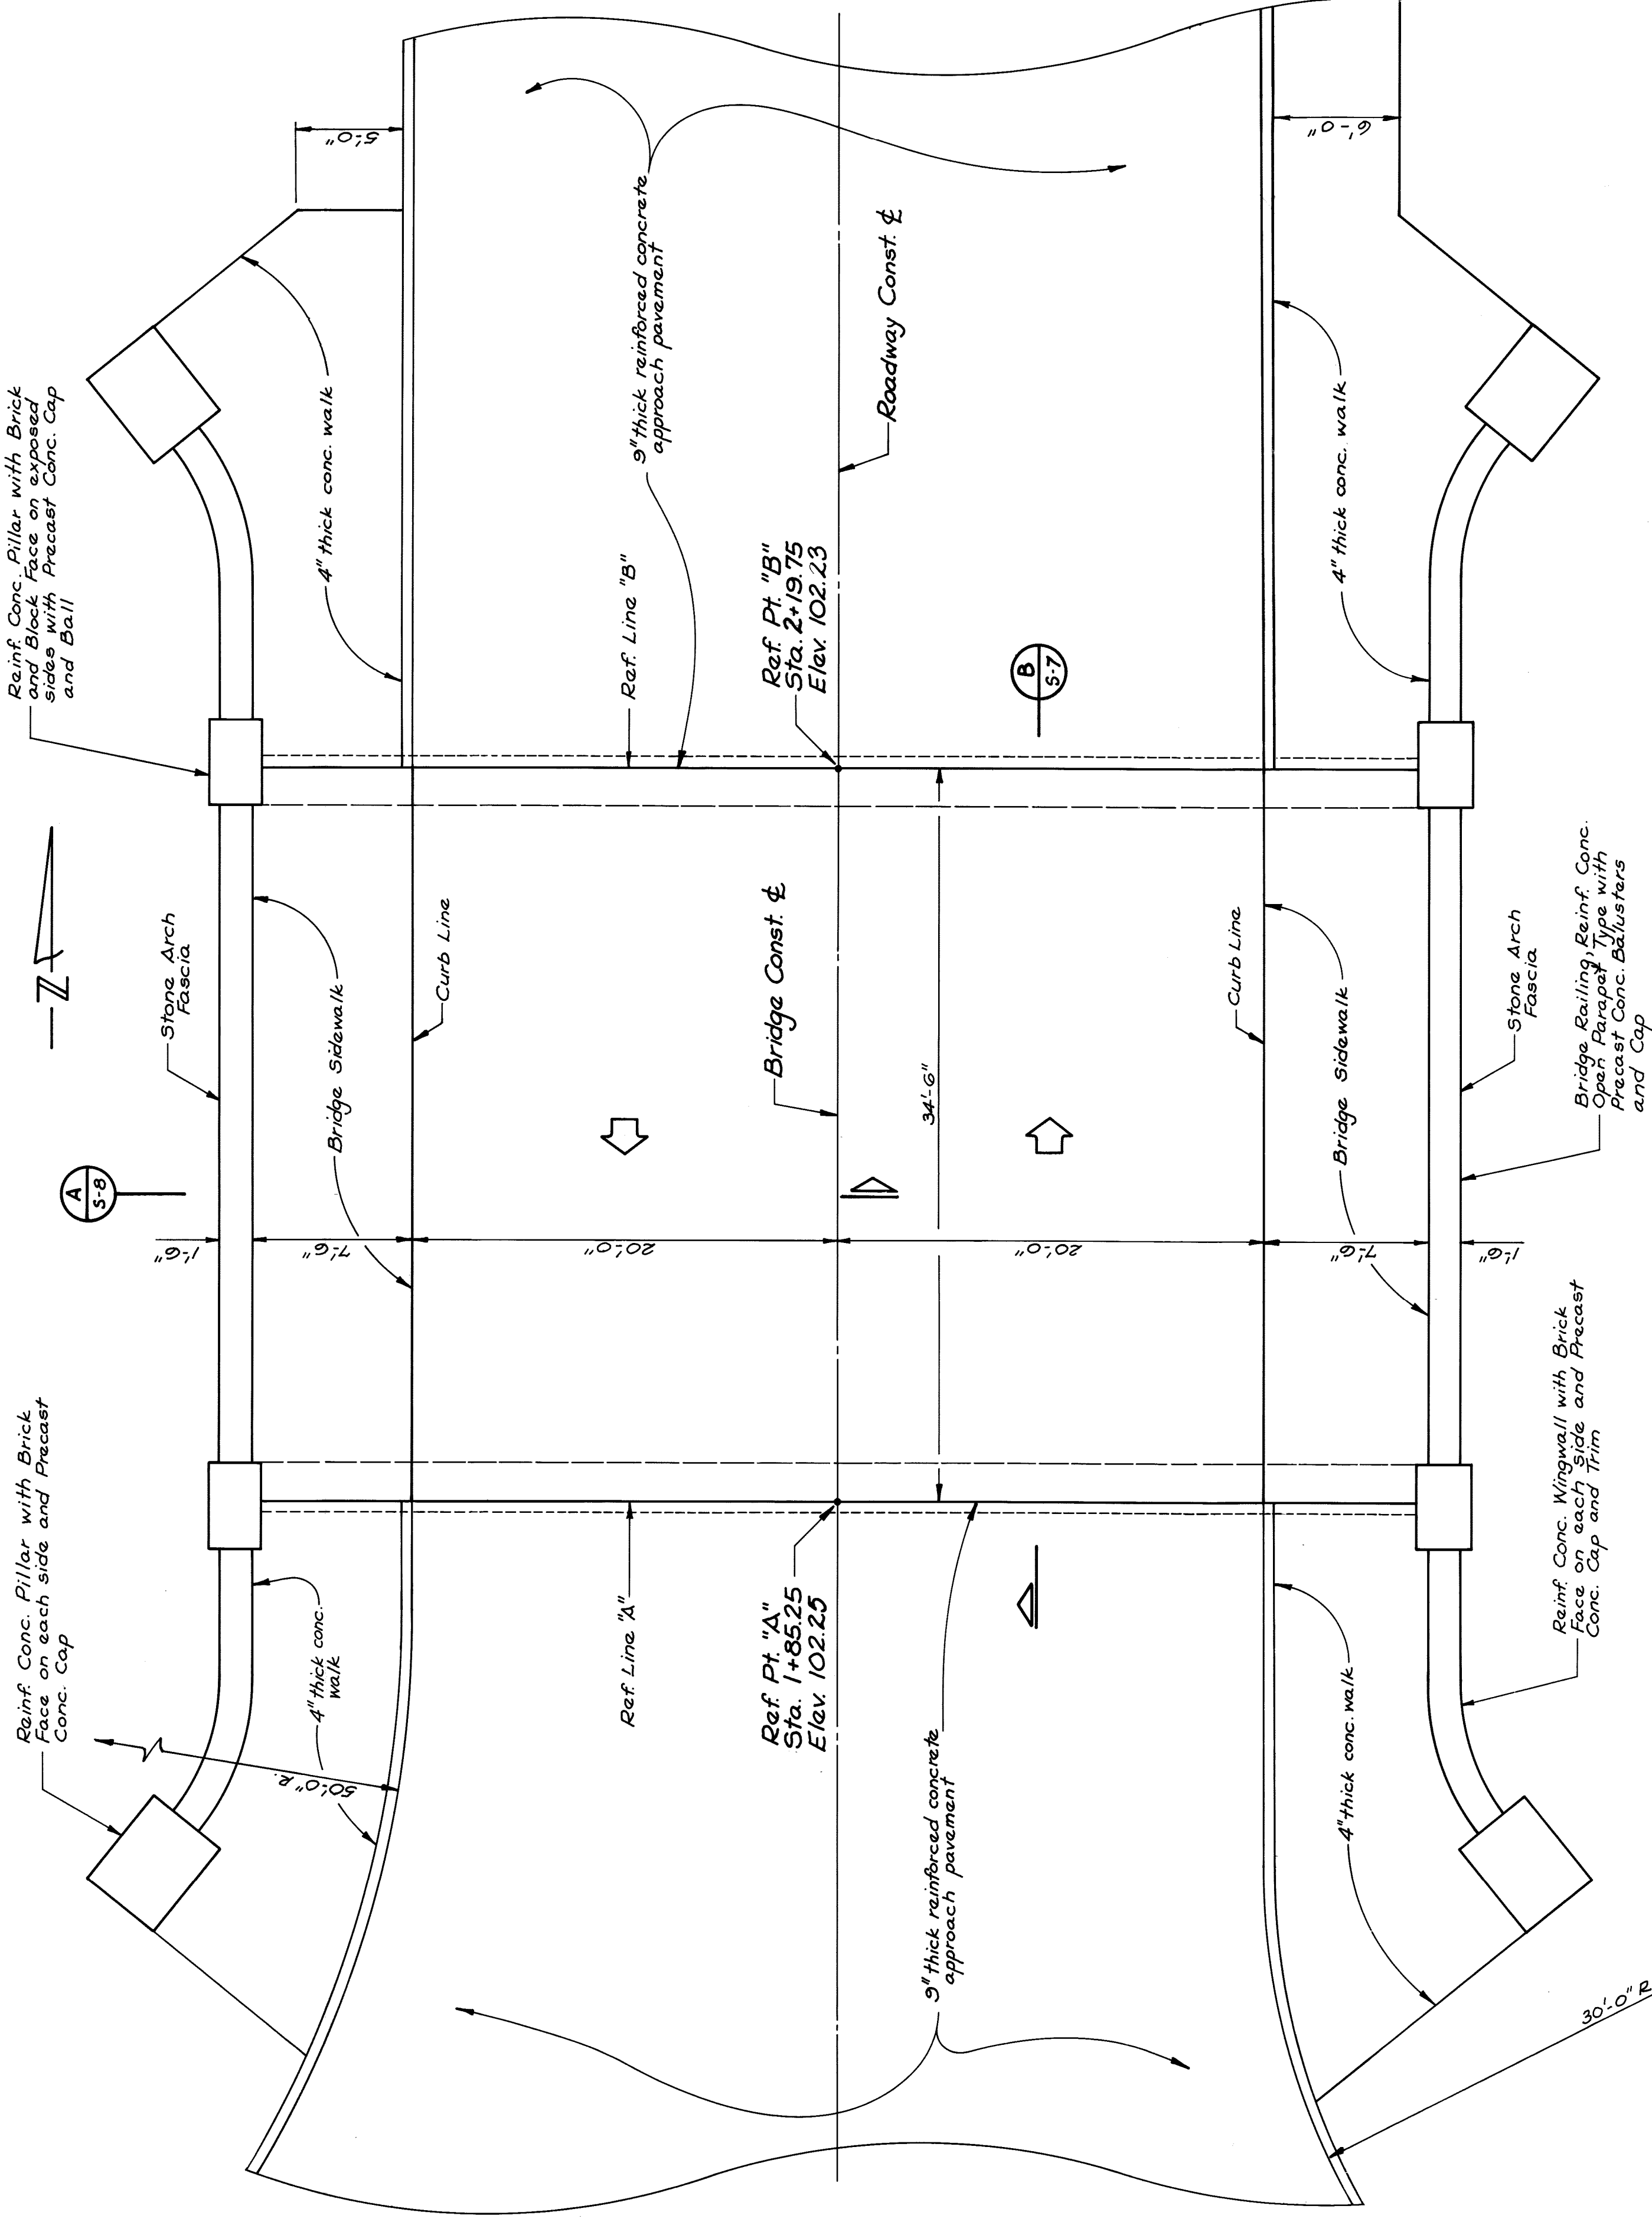 Reinf. Conc. Pillar with Brick
Face on each side and Precast
Conc. Cap
Reinf. Conc. Pillar with Brick
and Block Face on exposed
sides with Precast Conc. Cap
and Ball
N
A
S-8
Stone Arch
Fascia
1'-6"
7'-6"
20'-0"
20'-0"
7'-6"
1'-6"
5'-0"
6'-0"
50'-0" R.
4" thick conc.
walk
Bridge Sidewalk
4" thick conc. walk
Curb Line
Ref. Line "A"
Ref. Line "B"
9" thick reinforced concrete
approach pavement
Ref. Pt. "A"
Sta. 1+85.25
Elev. 102.25
Bridge Const. ℄
Ref. Pt. "B"
Sta. 2+19.75
Elev. 102.23
Roadway Const. ℄
9" thick reinforced concrete
approach pavement
34'-6"
B
S-7
Curb Line
4" thick conc. walk
Bridge Sidewalk
4" thick conc. walk
Stone Arch
Fascia
Reinf. Conc. Wingwall with Brick
Face on each side and Precast
Conc. Cap and Trim
Bridge Railing, Reinf. Conc.
Open Parapet Type with
Precast Conc. Balusters
and Cap
30'-0" R